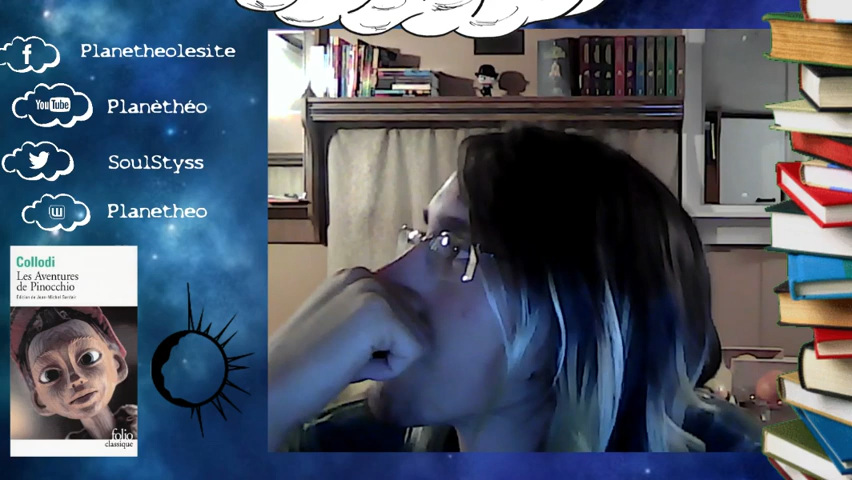 f Planetheolesite
YouTube Planèthéo
SoulStyss
W Planetheo
Collodi
Les Aventures
de Pinocchio
folio
classique